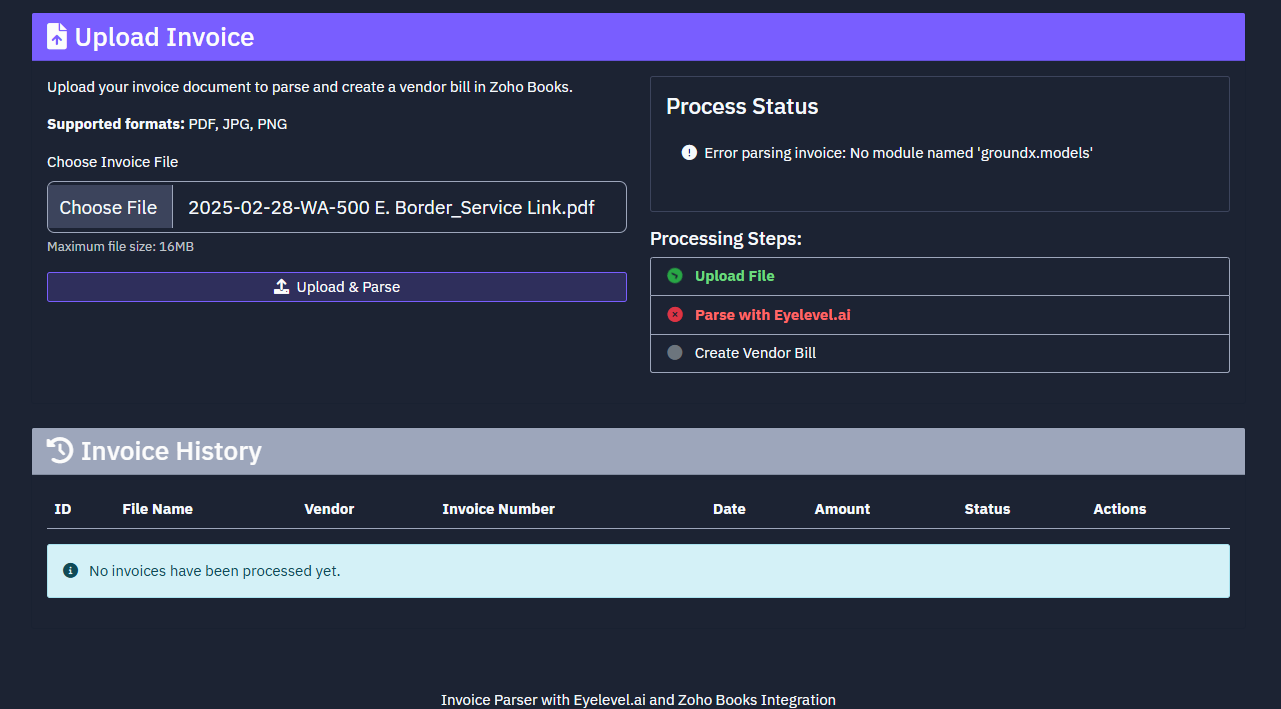 Upload Invoice
Upload your invoice document to parse and create a vendor bill in Zoho Books.
Supported formats: PDF, JPG, PNG
Choose Invoice File
Choose File 2025-02-28-WA-500 E. Border_Service Link.pdf
Maximum file size: 16MB
Upload & Parse
Process Status
Error parsing invoice: No module named 'groundx.models'
Processing Steps:
Upload File
Parse with Eyelevel.ai
Create Vendor Bill
Invoice History
ID File Name Vendor Invoice Number Date Amount Status Actions
No invoices have been processed yet.
Invoice Parser with Eyelevel.ai and Zoho Books Integration